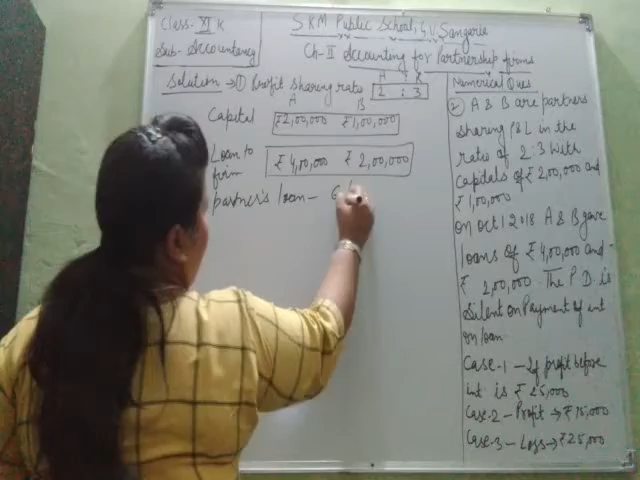 Class- XI K
Sub- Accountancy
S.K.M Public School, G.V. Sangaria
Ch-II Accounting for Partnership firms
Solution → ① Profit Sharing ratio
A B
2 : 3
A B
Capital ₹2,00,000 ₹1,00,000
Loan to firm ₹4,00,000 ₹2,00,000
partner's loan – 6
Numerical Ques
② A & B are partners
sharing P&L in the
ratio of 2:3 with
capitals of ₹ 2,00,000 and
₹1,00,000
on Oct 1 2018 A & B gave
loans of ₹ 4,00,000 and
₹ 2,00,000. The P.D. is
silent on Payment of int
on loan.
Case-1 – If profit before
int is ₹ 25,000
Case-2 – Profit → ₹ 15,000
Case-3 – Loss → ₹25,000